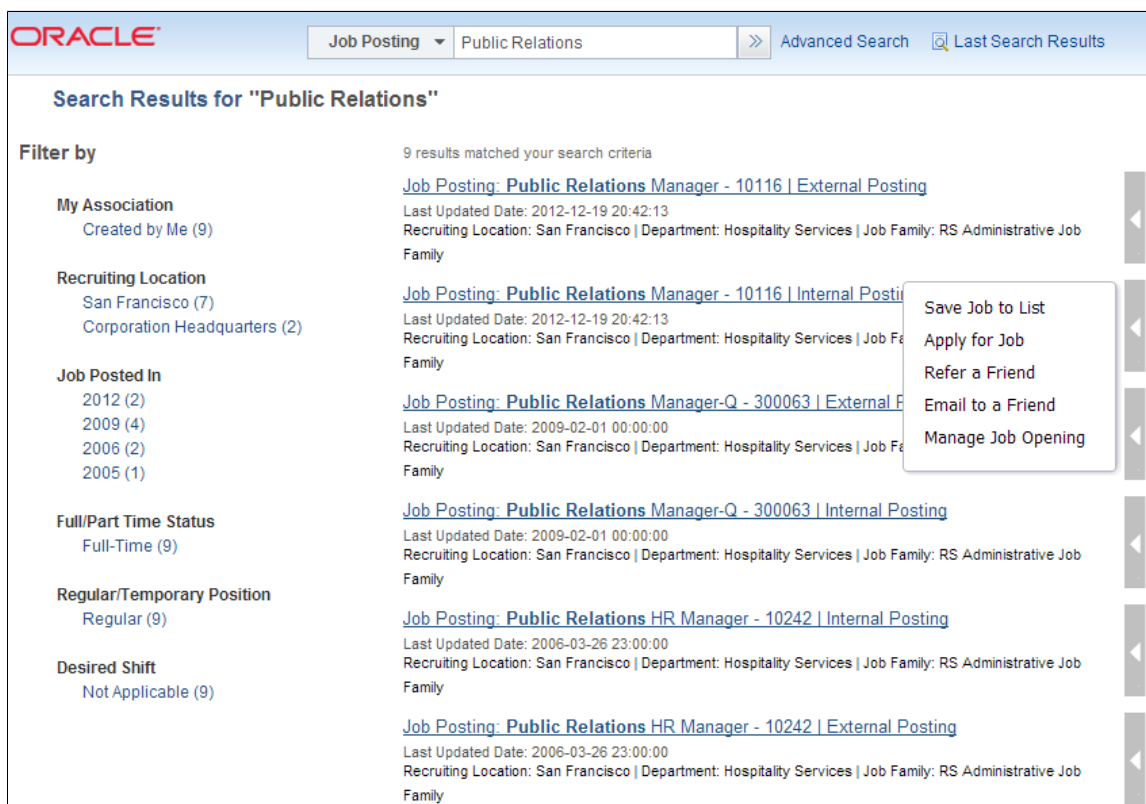 ORACLE
Job Posting
Public Relations
Advanced Search
Last Search Results
Search Results for "Public Relations"
Filter by
My Association
Created by Me (9)
Recruiting Location
San Francisco (7)
Corporation Headquarters (2)
Job Posted In
2012 (2)
2009 (4)
2006 (2)
2005 (1)
Full/Part Time Status
Full-Time (9)
Regular/Temporary Position
Regular (9)
Desired Shift
Not Applicable (9)
9 results matched your search criteria
Job Posting: Public Relations Manager - 10116 | External Posting
Last Updated Date: 2012-12-19 20:42:13
Recruiting Location: San Francisco | Department: Hospitality Services | Job Family: RS Administrative Job
Family
Job Posting: Public Relations Manager - 10116 | Internal Posti
Last Updated Date: 2012-12-19 20:42:13
Recruiting Location: San Francisco | Department: Hospitality Services | Job Fa
Family
Job Posting: Public Relations Manager-Q - 300063 | External
Last Updated Date: 2009-02-01 00:00:00
Recruiting Location: San Francisco | Department: Hospitality Services | Job Fa
Family
Save Job to List
Apply for Job
Refer a Friend
Email to a Friend
Manage Job Opening
Job Posting: Public Relations Manager-Q - 300063 | Internal Posting
Last Updated Date: 2009-02-01 00:00:00
Recruiting Location: San Francisco | Department: Hospitality Services | Job Family: RS Administrative Job
Family
Job Posting: Public Relations HR Manager - 10242 | Internal Posting
Last Updated Date: 2006-03-26 23:00:00
Recruiting Location: San Francisco | Department: Hospitality Services | Job Family: RS Administrative Job
Family
Job Posting: Public Relations HR Manager - 10242 | External Posting
Last Updated Date: 2006-03-26 23:00:00
Recruiting Location: San Francisco | Department: Hospitality Services | Job Family: RS Administrative Job
Family